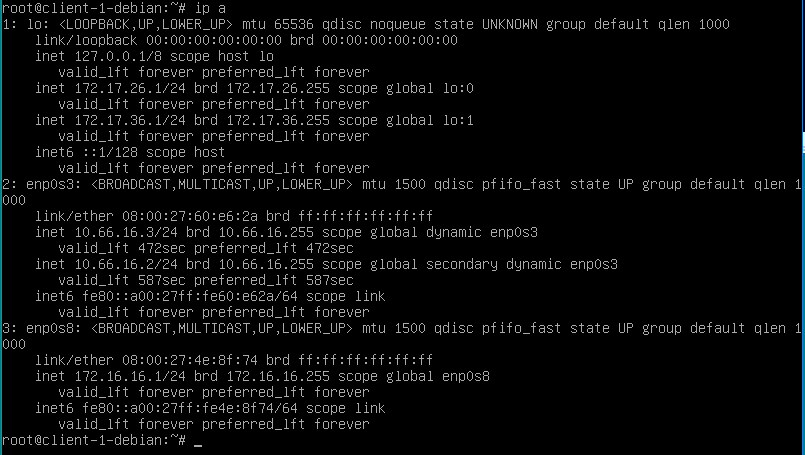 root@client-1-debian:~# ip a
1: lo: <LOOPBACK,UP,LOWER_UP> mtu 65536 qdisc noqueue state UNKNOWN group default qlen 1000
    link/loopback 00:00:00:00:00:00 brd 00:00:00:00:00:00
    inet 127.0.0.1/8 scope host lo
       valid_lft forever preferred_lft forever
    inet 172.17.26.1/24 brd 172.17.26.255 scope global lo:0
       valid_lft forever preferred_lft forever
    inet 172.17.36.1/24 brd 172.17.36.255 scope global lo:1
       valid_lft forever preferred_lft forever
    inet6 ::1/128 scope host
       valid_lft forever preferred_lft forever
2: enp0s3: <BROADCAST,MULTICAST,UP,LOWER_UP> mtu 1500 qdisc pfifo_fast state UP group default qlen 1
000
    link/ether 08:00:27:60:e6:2a brd ff:ff:ff:ff:ff:ff
    inet 10.66.16.3/24 brd 10.66.16.255 scope global dynamic enp0s3
       valid_lft 472sec preferred_lft 472sec
    inet 10.66.16.2/24 brd 10.66.16.255 scope global secondary dynamic enp0s3
       valid_lft 587sec preferred_lft 587sec
    inet6 fe80::a00:27ff:fe60:e62a/64 scope link
       valid_lft forever preferred_lft forever
3: enp0s8: <BROADCAST,MULTICAST,UP,LOWER_UP> mtu 1500 qdisc pfifo_fast state UP group default qlen 1
000
    link/ether 08:00:27:4e:8f:74 brd ff:ff:ff:ff:ff:ff
    inet 172.16.16.1/24 brd 172.16.16.255 scope global enp0s8
       valid_lft forever preferred_lft forever
    inet6 fe80::a00:27ff:fe4e:8f74/64 scope link
       valid_lft forever preferred_lft forever
root@client-1-debian:~# _